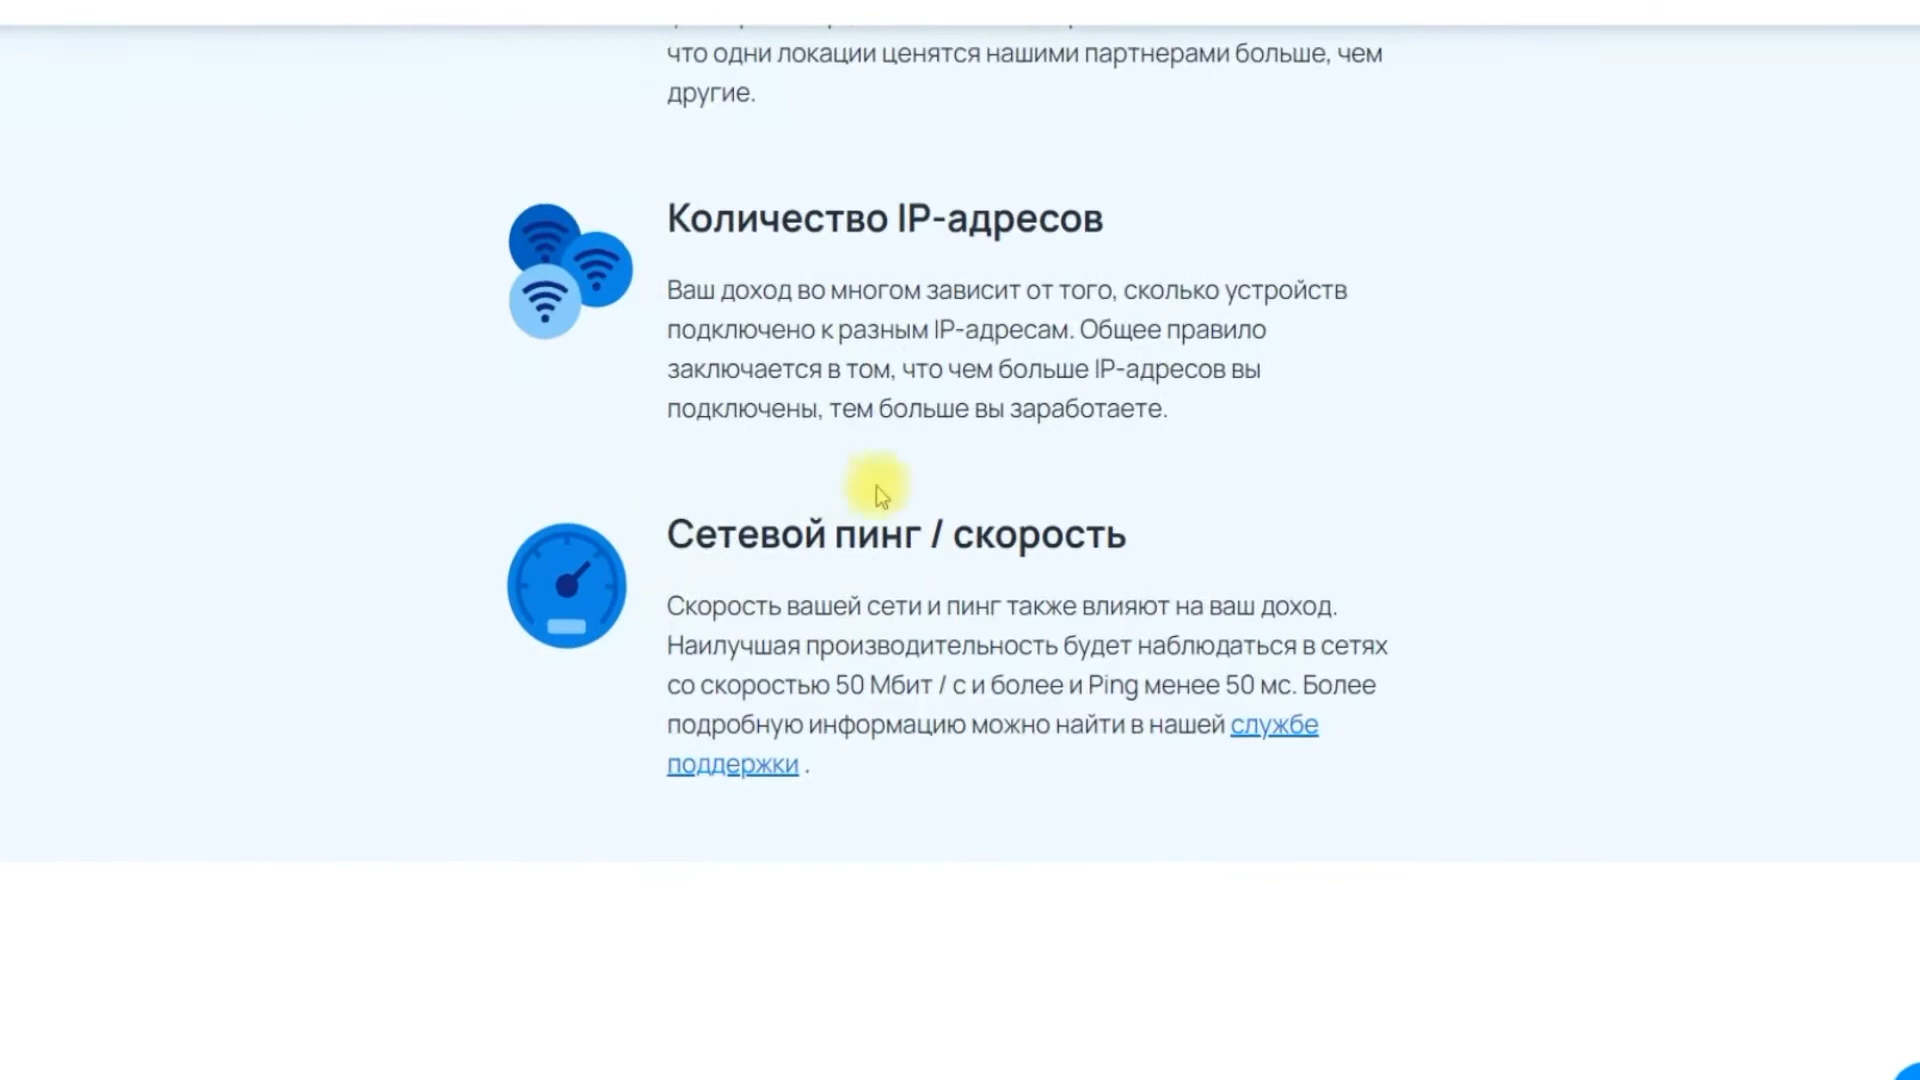 что одни локации ценятся нашими партнерами больше, чем
другие.
Количество IP-адресов
Ваш доход во многом зависит от того, сколько устройств
подключено к разным IP-адресам. Общее правило
заключается в том, что чем больше IP-адресов вы
подключены, тем больше вы заработаете.
Сетевой пинг / скорость
Скорость вашей сети и пинг также влияют на ваш доход.
Наилучшая производительность будет наблюдаться в сетях
со скоростью 50 Мбит / с и более и Ping менее 50 мс. Более
подробную информацию можно найти в нашей службе
поддержки .